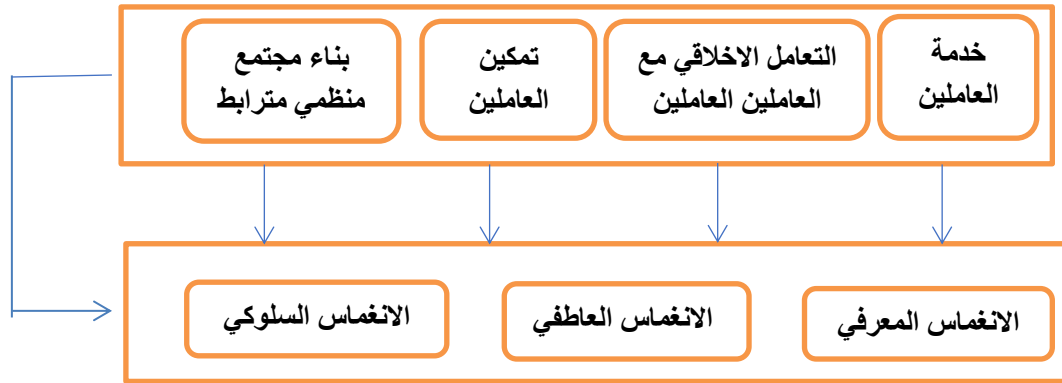 خدمة
العاملين
التعامل الاخلاقي مع
العاملين العاملين
تمكين
العاملين
بناء مجتمع
منظمي مترابط
الانغماس المعرفي
الانغماس العاطفي
الانغماس السلوكي